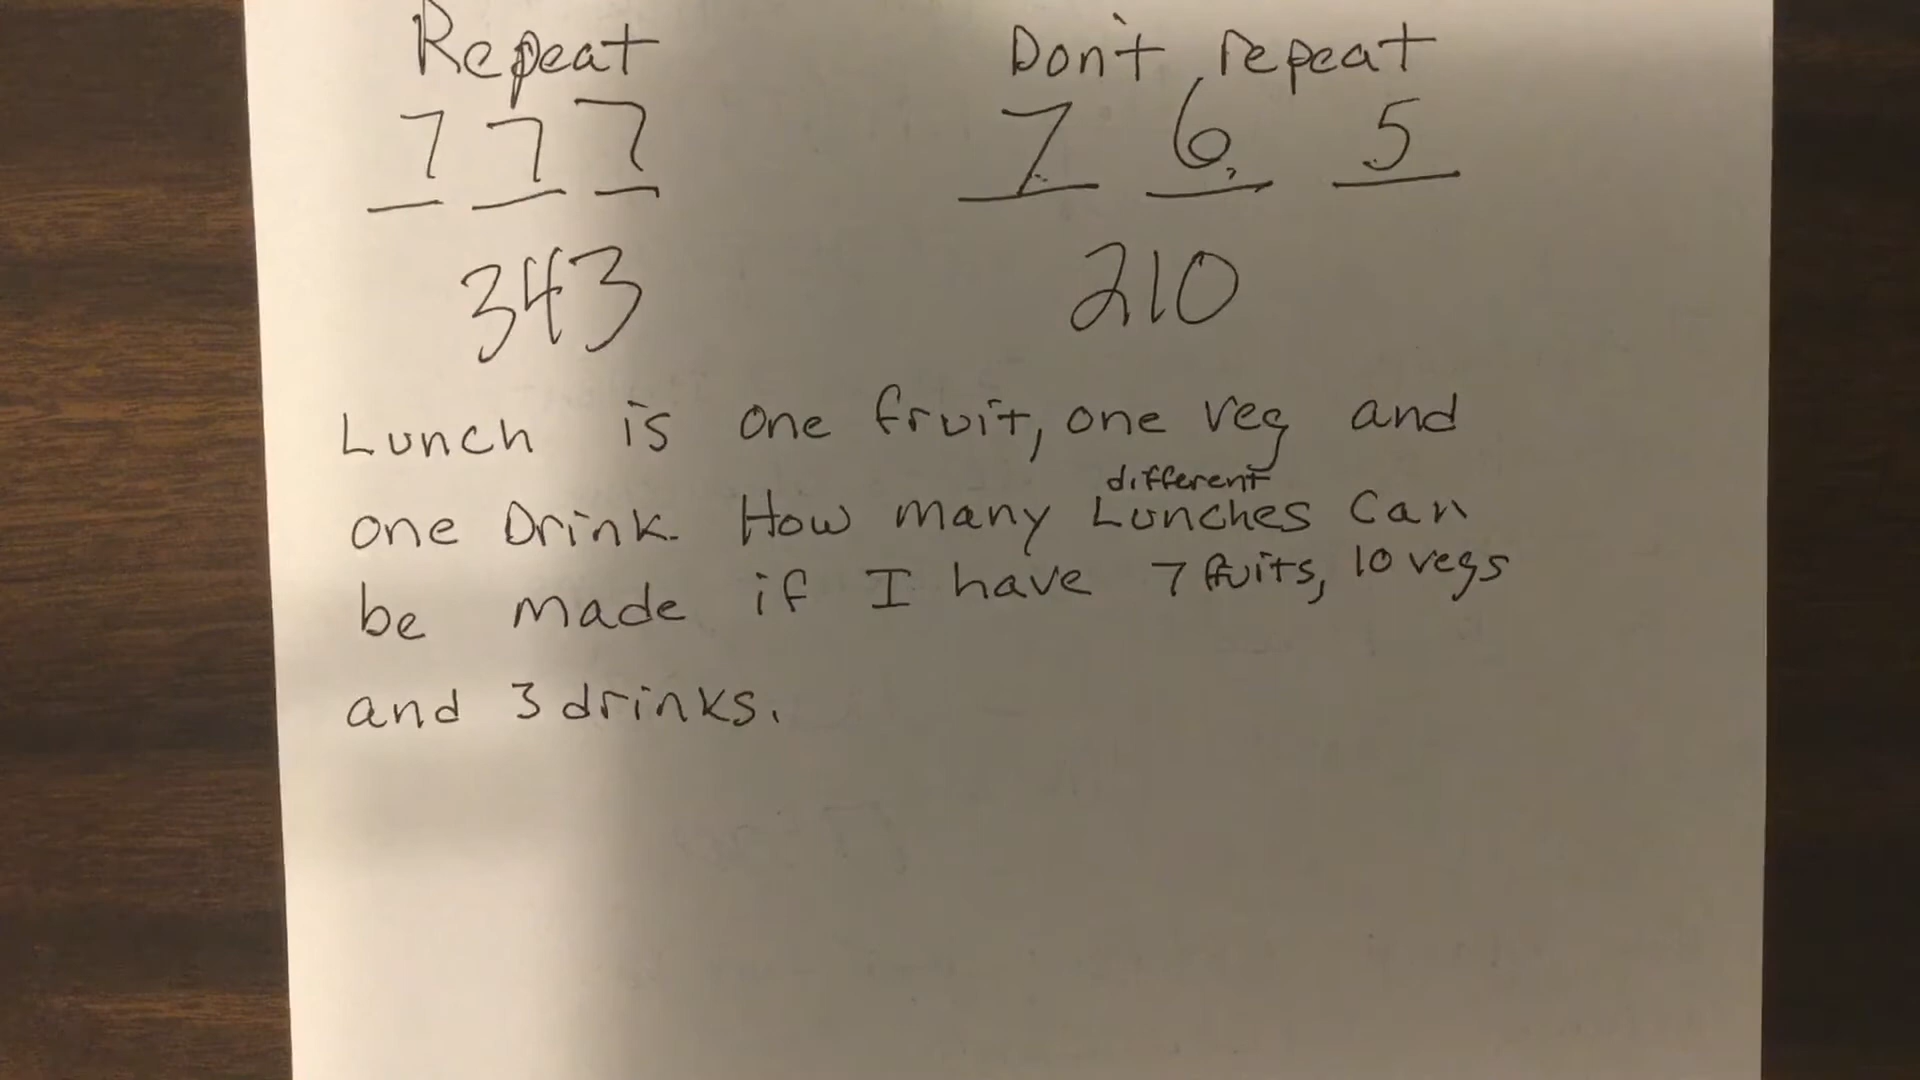 Repeat Don't repeat
7 7 7 7 6 5
343 210
Lunch is one fruit, one veg and
different
one Drink. How many Lunches Can
be made if I have 7 fruits, 10 vegs
and 3 drinks.